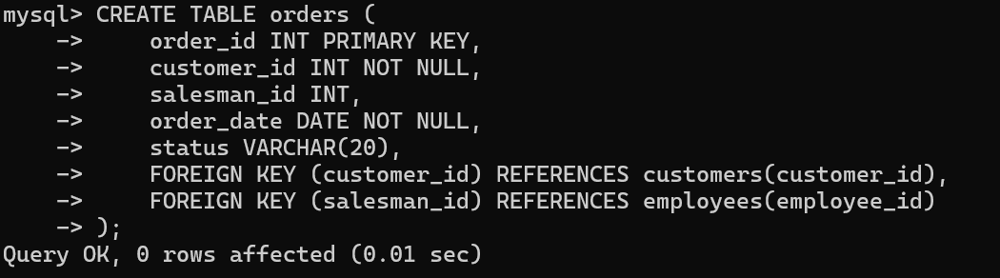 mysql> CREATE TABLE orders (
    ->     order_id INT PRIMARY KEY,
    ->     customer_id INT NOT NULL,
    ->     salesman_id INT,
    ->     order_date DATE NOT NULL,
    ->     status VARCHAR(20),
    ->     FOREIGN KEY (customer_id) REFERENCES customers(customer_id),
    ->     FOREIGN KEY (salesman_id) REFERENCES employees(employee_id)
    -> );
Query OK, 0 rows affected (0.01 sec)